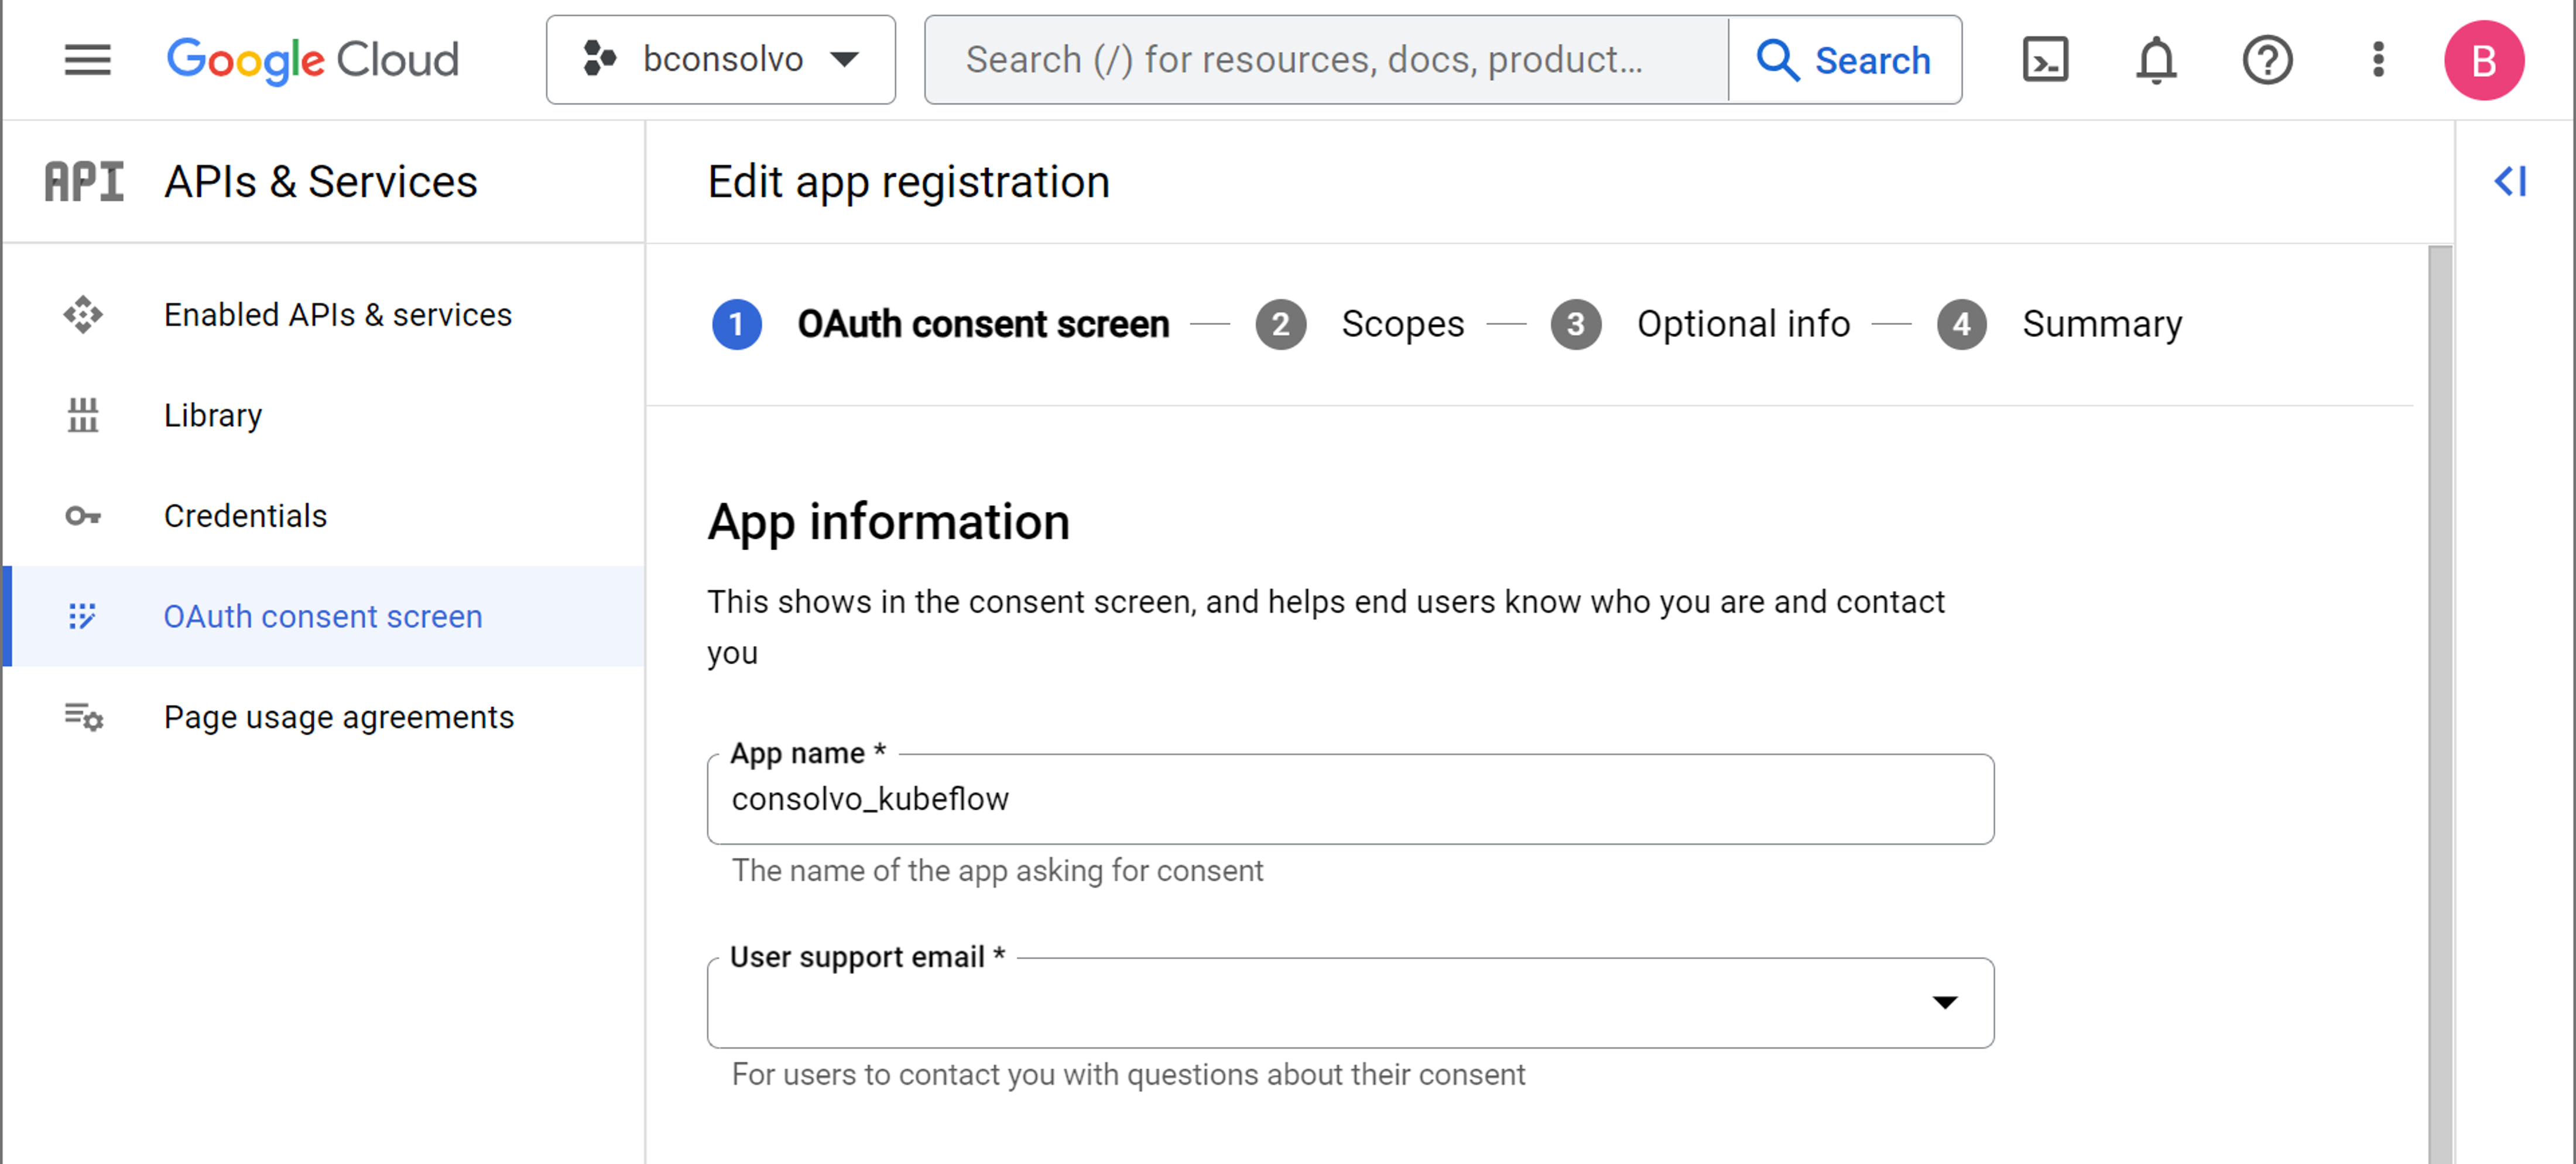 Google Cloud
bconsolvo
Search (/) for resources, docs, product...
Search
B
API
APIs & Services
Edit app registration
Enabled APIs & services
Library
Credentials
OAuth consent screen
Page usage agreements
1 OAuth consent screen
2 Scopes
3 Optional info
4 Summary
App information
This shows in the consent screen, and helps end users know who you are and contact
you
App name *
consolvo_kubeflow
The name of the app asking for consent
User support email *
For users to contact you with questions about their consent